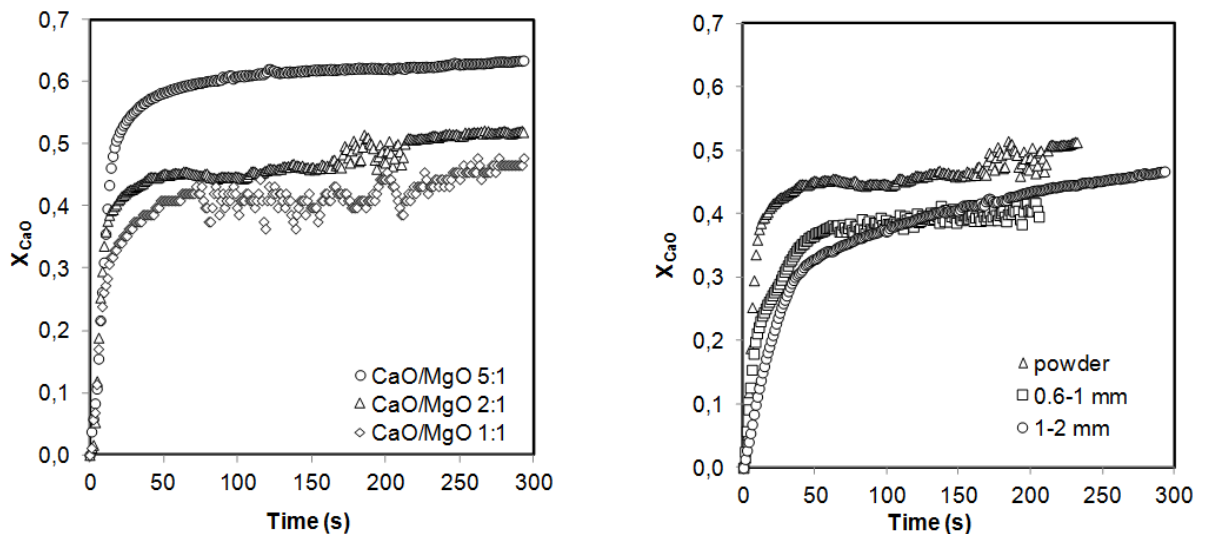 0,7
0,6
0,5
0,4
0,3
0,2
0,1
0,0
X_CaO
0 50 100 150 200 250 300
Time (s)
CaO/MgO 5:1
CaO/MgO 2:1
CaO/MgO 1:1
0,7
0,6
0,5
0,4
0,3
0,2
0,1
0,0
X_CaO
0 50 100 150 200 250 300
Time (s)
powder
0.6-1 mm
1-2 mm